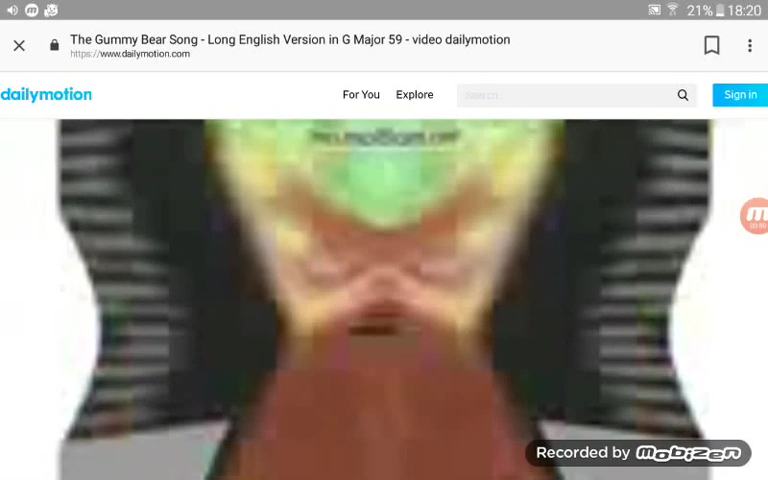 21% 18:20
The Gummy Bear Song - Long English Version in G Major 59 - video dailymotion
https://www.dailymotion.com
dailymotion For You Explore Search... Sign in
Recorded by mobizen